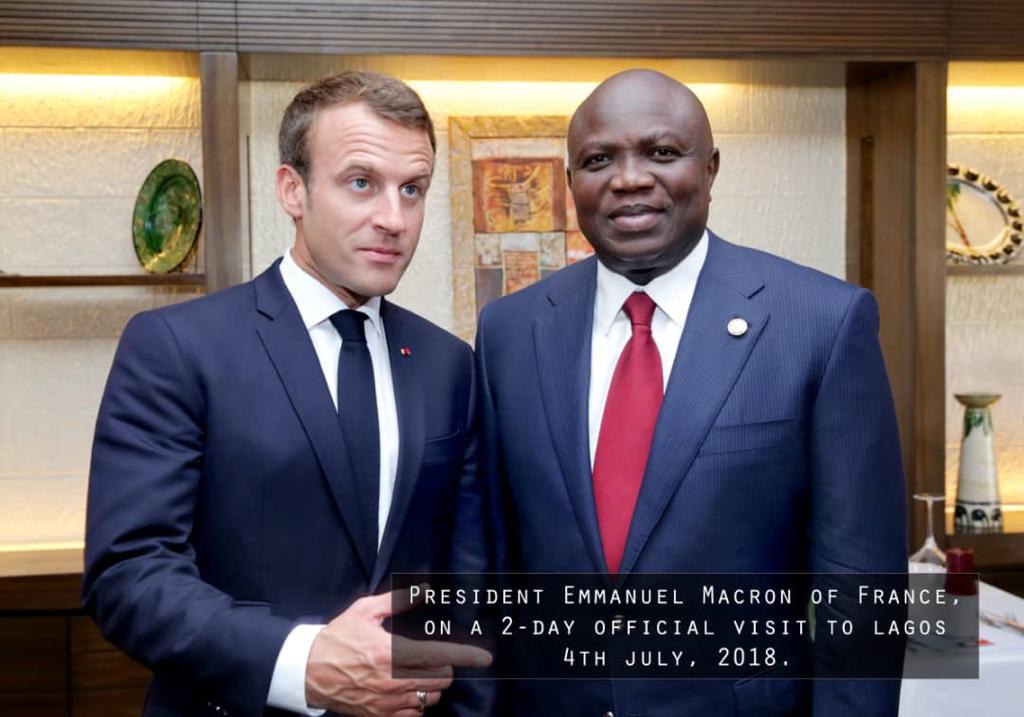 PRESIDENT EMMANUEL MACRON OF FRANCE,
ON A 2-DAY OFFICIAL VISIT TO LAGOS
4TH JULY, 2018.